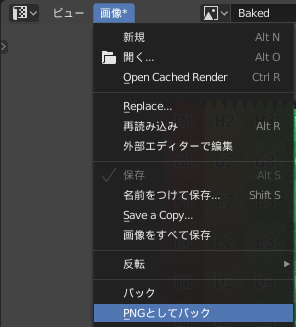 ビュー 画像* Baked
新規 Alt N
開く... Alt O
Open Cached Render Ctrl R
Replace...
再読み込み Alt R
外部エディターで編集
保存 Alt S
名前をつけて保存... Shift S
Save a Copy...
画像をすべて保存
反転
パック
PNGとしてパック